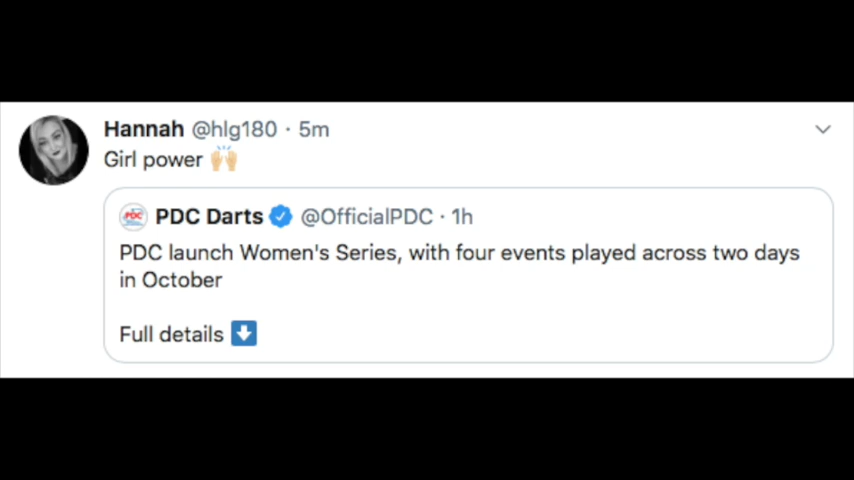 Hannah @hlg180 · 5m
Girl power 🙌🏼
PDC PDC Darts @OfficialPDC · 1h
PDC launch Women's Series, with four events played across two days
in October
Full details ⬇️